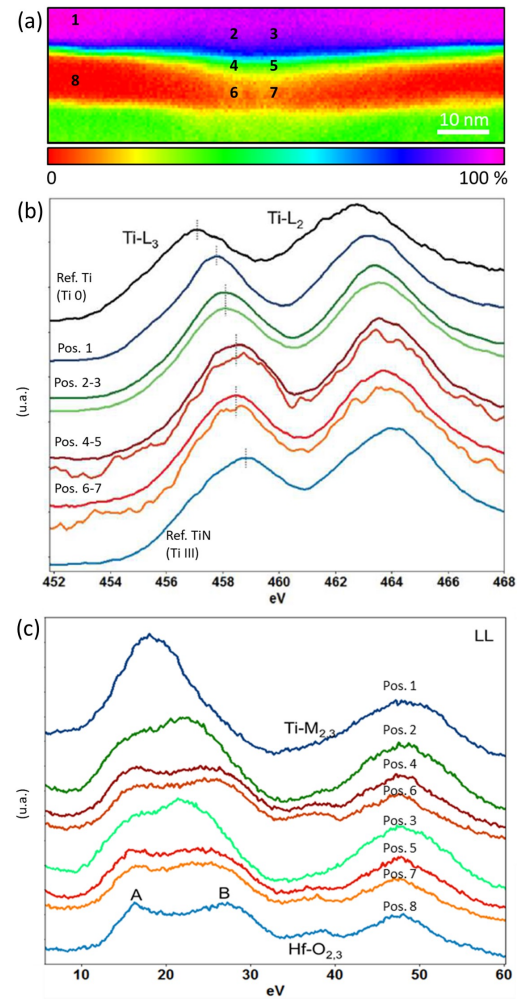 (a)
1
2 3
4 5
8
6 7
10 nm
0 100 %
(b)
Ti-L3 Ti-L2
Ref. Ti
(Ti 0)
Pos. 1
Pos. 2-3
Pos. 4-5
Pos. 6-7
Ref. TiN
(Ti III)
(u.a.)
452 454 456 458 460 462 464 466 468
eV
(c)
LL
Pos. 1
Ti-M2,3
Pos. 2
Pos. 4
Pos. 6
Pos. 3
Pos. 5
Pos. 7
A B
Pos. 8
Hf-O2,3
(u.a.)
10 20 30 40 50 60
eV